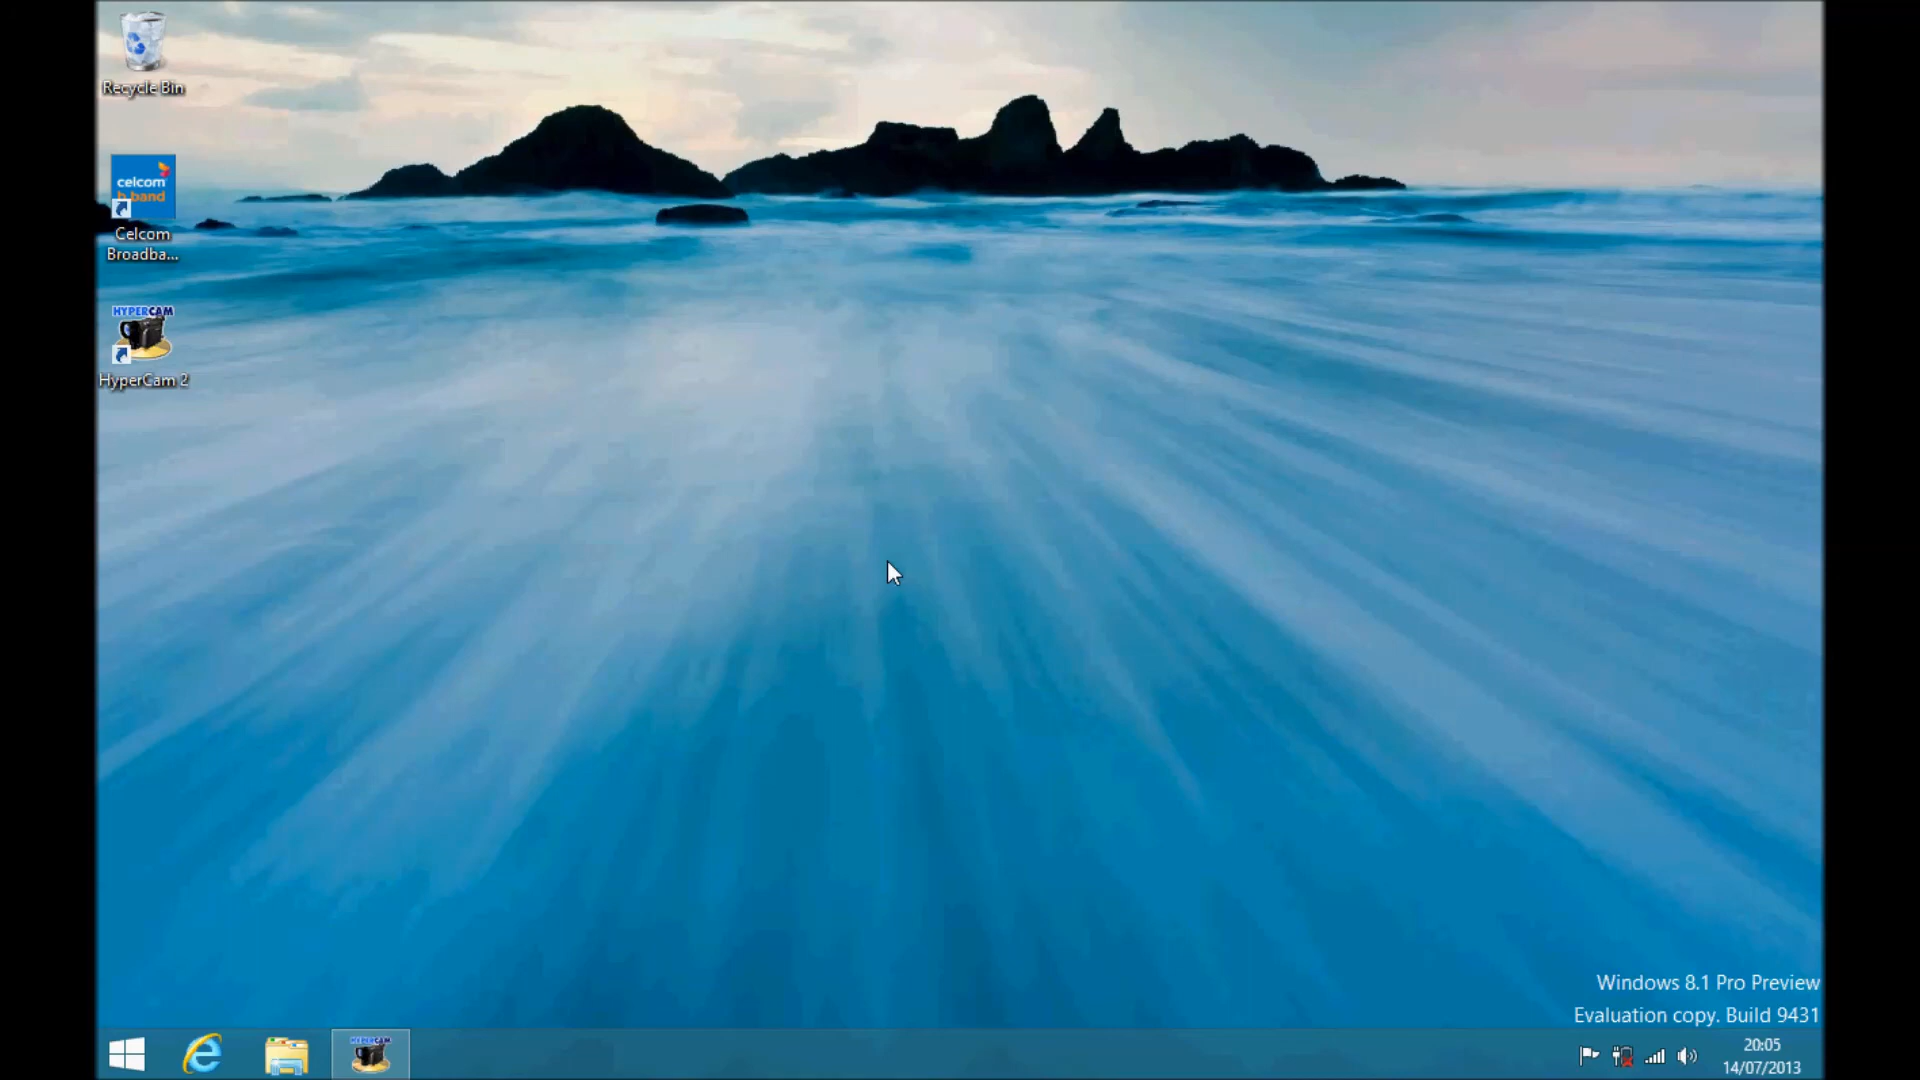 Recycle Bin
celcom
b.band
Celcom
Broadba...
HYPERCAM
HyperCam 2
Windows 8.1 Pro Preview
Evaluation copy. Build 9431
HYPERCAM
20:05
14/07/2013